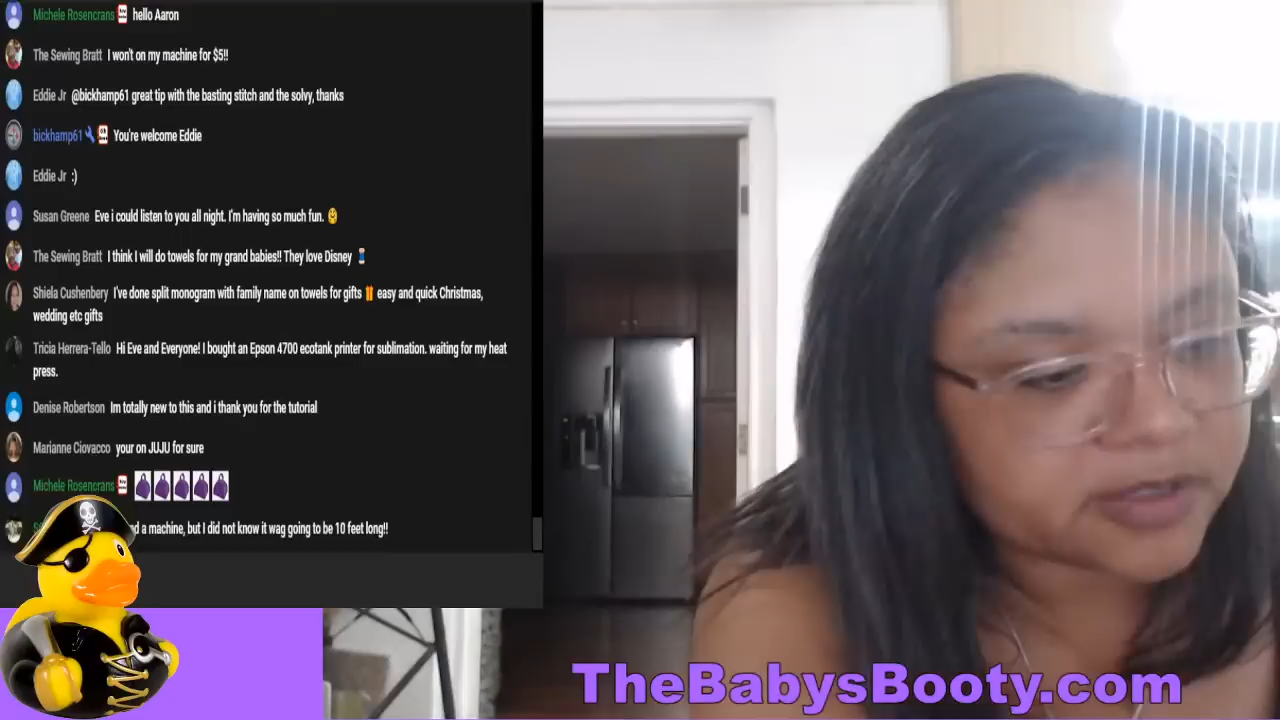 Michele Rosencrans hello Aaron
The Sewing Bratt I won't on my machine for $5!!
Eddie Jr @bickhamp61 great tip with the basting stitch and the solvy, thanks
bickhamp61 You're welcome Eddie
Eddie Jr :)
Susan Greene Eve i could listen to you all night. I'm having so much fun.
The Sewing Bratt I think I will do towels for my grand babies!! They love Disney
Shiela Cushenbery I've done split monogram with family name on towels for gifts easy and quick Christmas,
wedding etc gifts
Tricia Herrera-Tello Hi Eve and Everyone! I bought an Epson 4700 ecotank printer for sublimation. waiting for my heat
press.
Denise Robertson Im totally new to this and i thank you for the tutorial
Marianne Ciovacco your on JUJU for sure
Michele Rosencrans
a machine, but I did not know it wag going to be 10 feet long!!
TheBabysBooty.com